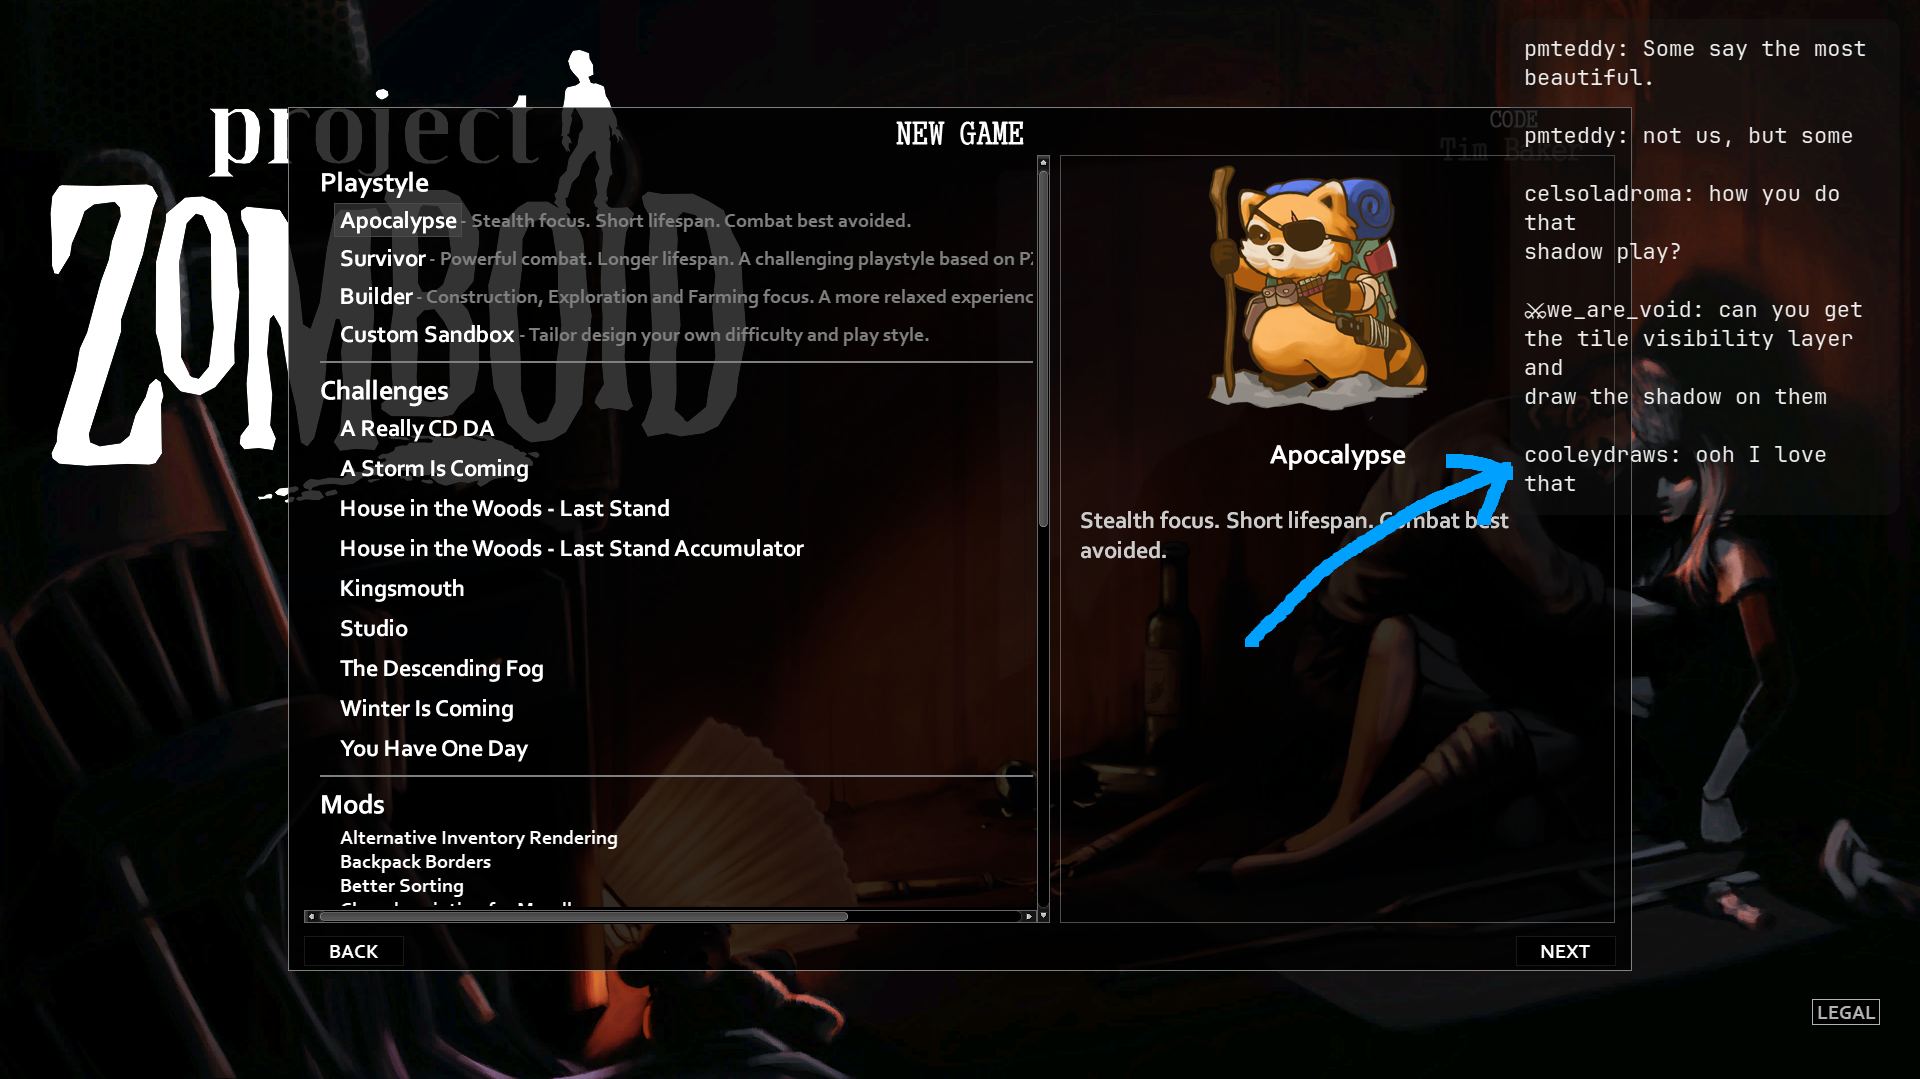 project
ZOMBOID
NEW GAME
CODE
Tim Baker
Playstyle
Apocalypse - Stealth focus. Short lifespan. Combat best avoided.
Survivor - Powerful combat. Longer lifespan. A challenging playstyle based on PZ
Builder - Construction, Exploration and Farming focus. A more relaxed experienc
Custom Sandbox - Tailor design your own difficulty and play style.
Challenges
A Really CD DA
A Storm Is Coming
House in the Woods - Last Stand
House in the Woods - Last Stand Accumulator
Kingsmouth
Studio
The Descending Fog
Winter Is Coming
You Have One Day
Mods
Alternative Inventory Rendering
Backpack Borders
Better Sorting
BACK
Apocalypse
Stealth focus. Short lifespan. Combat best
avoided.
NEXT
pmteddy: Some say the most
beautiful.
pmteddy: not us, but some
celsoladroma: how you do
that
shadow play?
we_are_void: can you get
the tile visibility layer
and
draw the shadow on them
cooleydraws: ooh I love
that
LEGAL